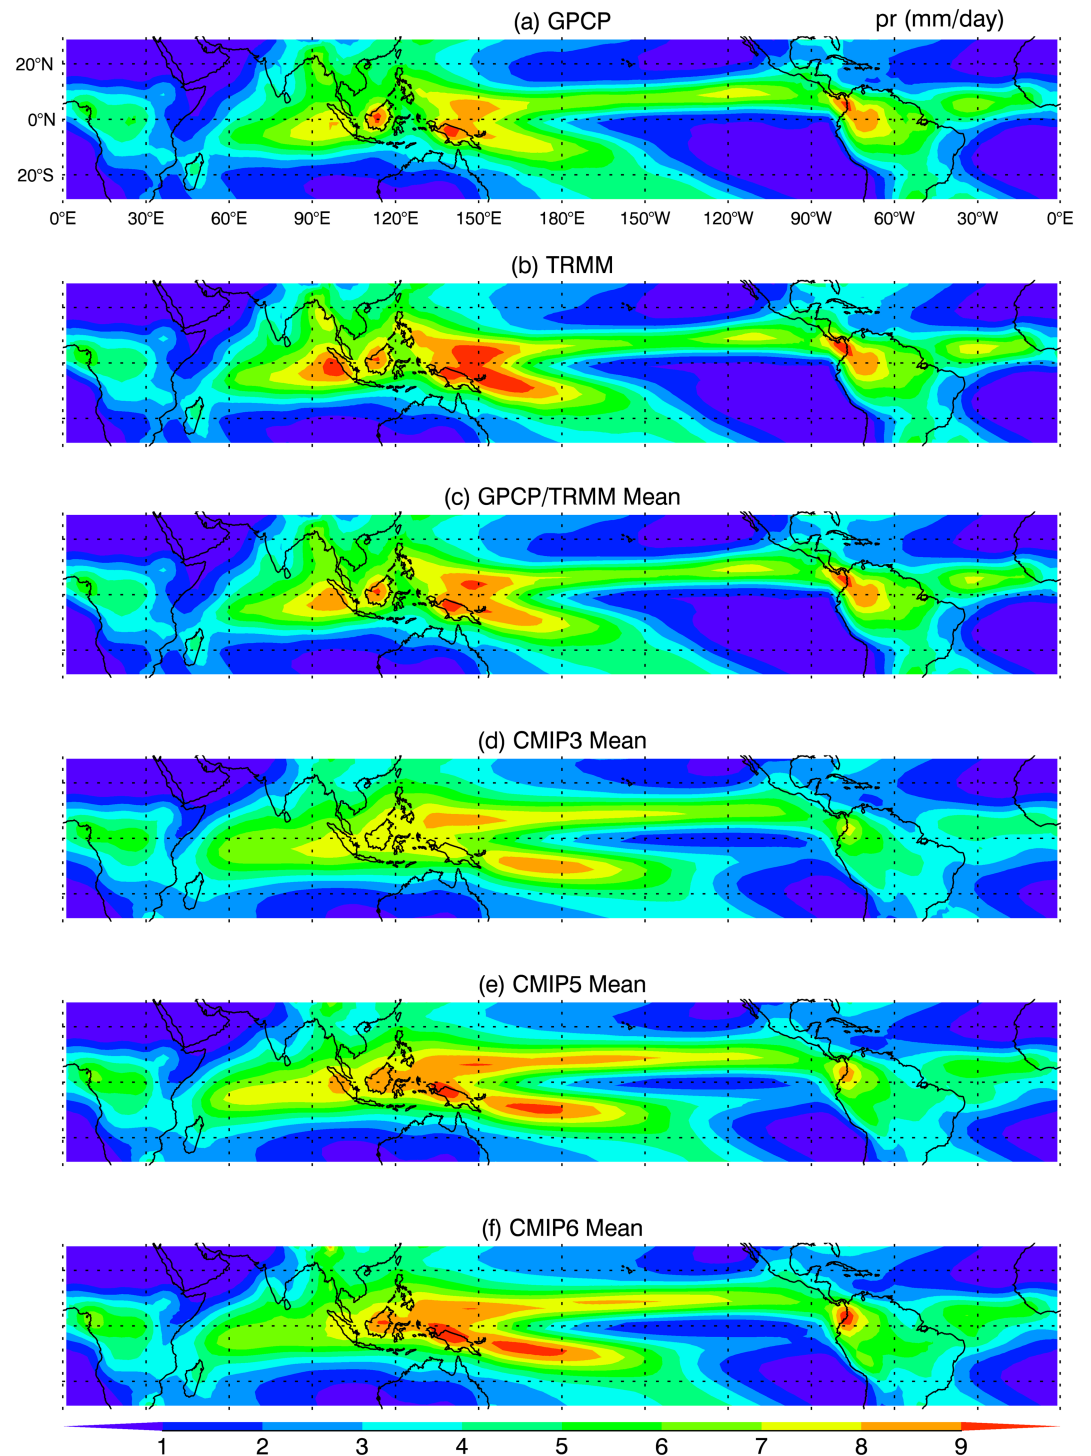 (a) GPCP pr (mm/day)
20°N
0°N
20°S
0°E 30°E 60°E 90°E 120°E 150°E 180°E 150°W 120°W 90°W 60°W 30°W 0°E
(b) TRMM
(c) GPCP/TRMM Mean
(d) CMIP3 Mean
(e) CMIP5 Mean
(f) CMIP6 Mean
1 2 3 4 5 6 7 8 9